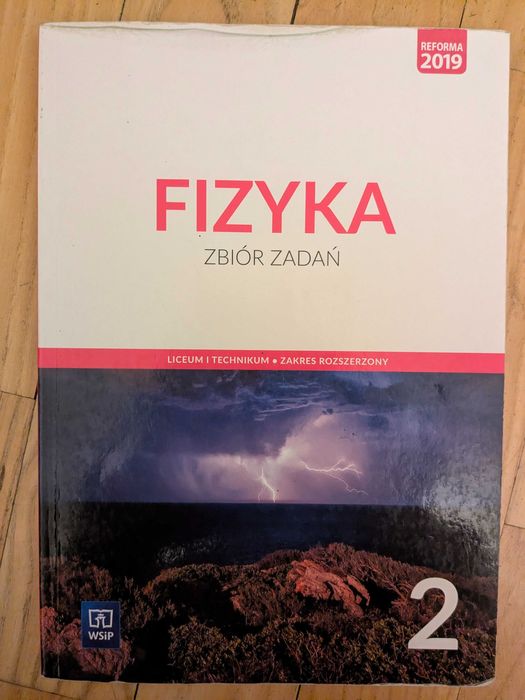 REFORMA
2019
FIZYKA
ZBIÓR ZADAŃ
LICEUM I TECHNIKUM • ZAKRES ROZSZERZONY
2
WSiP